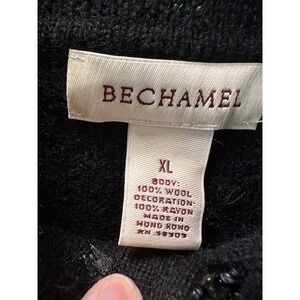 BECHAMEL
XL
BODY:
100% WOOL
DECORATION:
100% RAYON
MADE IN
HONG KONG
RN 58309